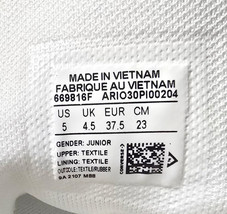 MADE IN VIETNAM
FABRIQUE AU VIETNAM
669816F ARIO30PI00204
US EUR CM
5 4.5 37.5 23
GENDER: JUNIOR
UPPER: TEXTILE
LINING: TEXTILE
OUTSOLE: TEXTILE/RUBBER
CONVERSE